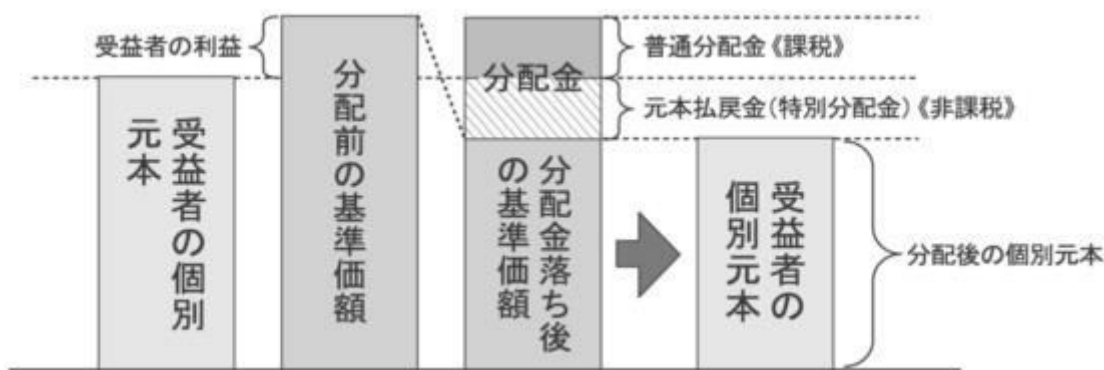 受益者の利益
受益者の個別
元本
分配前の基準価額
分配金
分配金落ち後
の基準価額
普通分配金《課税》
元本払戻金(特別分配金)《非課税》
受益者の
個別元本
分配後の個別元本